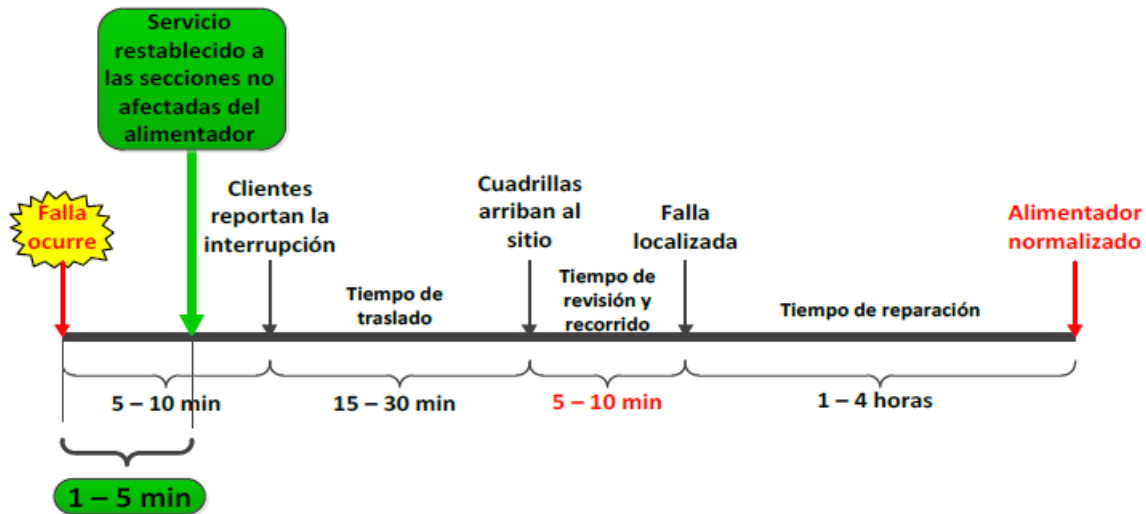 Servicio
restablecido a
las secciones no
afectadas del
alimentador
Falla
ocurre
Clientes
reportan la
interrupción
Cuadrillas
arriban al
sitio
Falla
localizada
Alimentador
normalizado
Tiempo de
traslado
Tiempo de
revisión y
recorrido
Tiempo de reparación
5 – 10 min
15 – 30 min
5 – 10 min
1 – 4 horas
1 – 5 min